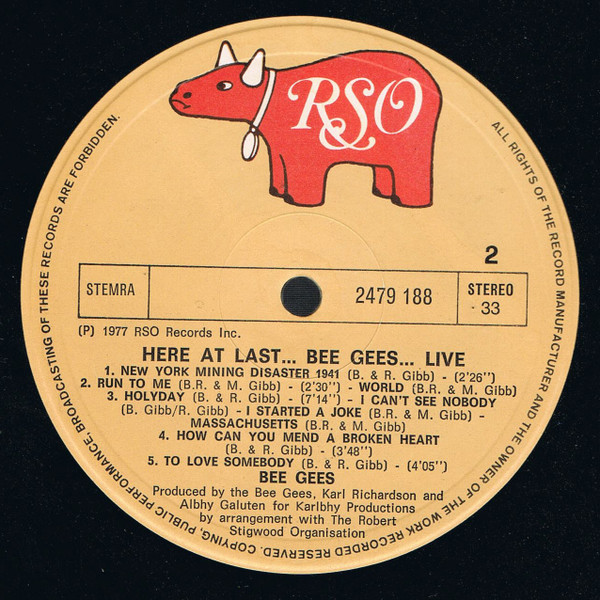 RSO
2
STEMRA
2479 188
STEREO
· 33
(P) 1977 RSO Records Inc.
HERE AT LAST... BEE GEES... LIVE
1. NEW YORK MINING DISASTER 1941 (B. & R. Gibb) - (2'26")
2. RUN TO ME (B.R. & M. Gibb) - (2'30") - WORLD (B.R. & M. Gibb)
3. HOLYDAY (B. & R. Gibb) - (7'14") - I CAN'T SEE NOBODY
(B. Gibb/R. Gibb) - I STARTED A JOKE (B.R. & M. Gibb) -
MASSACHUSETTS (B.R. & M. Gibb)
4. HOW CAN YOU MEND A BROKEN HEART
(B. & R. Gibb) - (3'48")
5. TO LOVE SOMEBODY (B. & R. Gibb) - (4'05")
BEE GEES
Produced by the Bee Gees, Karl Richardson and
Albhy Galuten for Karlbhy Productions
by arrangement with The Robert
Stigwood Organisation
ALL RIGHTS OF THE RECORD MANUFACTURER AND THE OWNER OF THE WORK RECORDED RESERVED. COPYING, PUBLIC PERFORMANCE, BROADCASTING OF THESE RECORDS ARE FORBIDDEN.